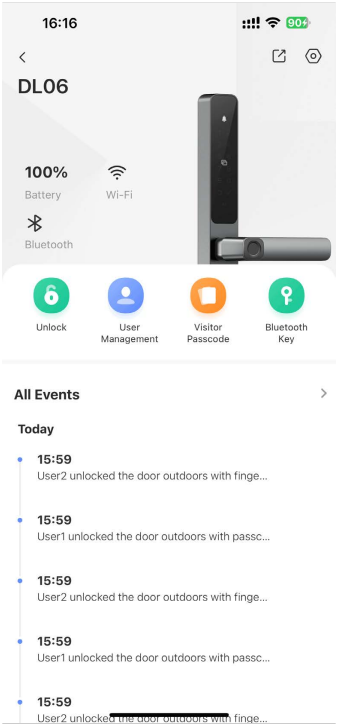 16:16
90
DL06
100%
Battery
Wi-Fi
Bluetooth
Unlock
User
Management
Visitor
Passcode
Bluetooth
Key
All Events
Today
15:59
User2 unlocked the door outdoors with finge...
15:59
User1 unlocked the door outdoors with passc...
15:59
User2 unlocked the door outdoors with finge...
15:59
User1 unlocked the door outdoors with passc...
15:59
User2 unlocked the door outdoors with finge...